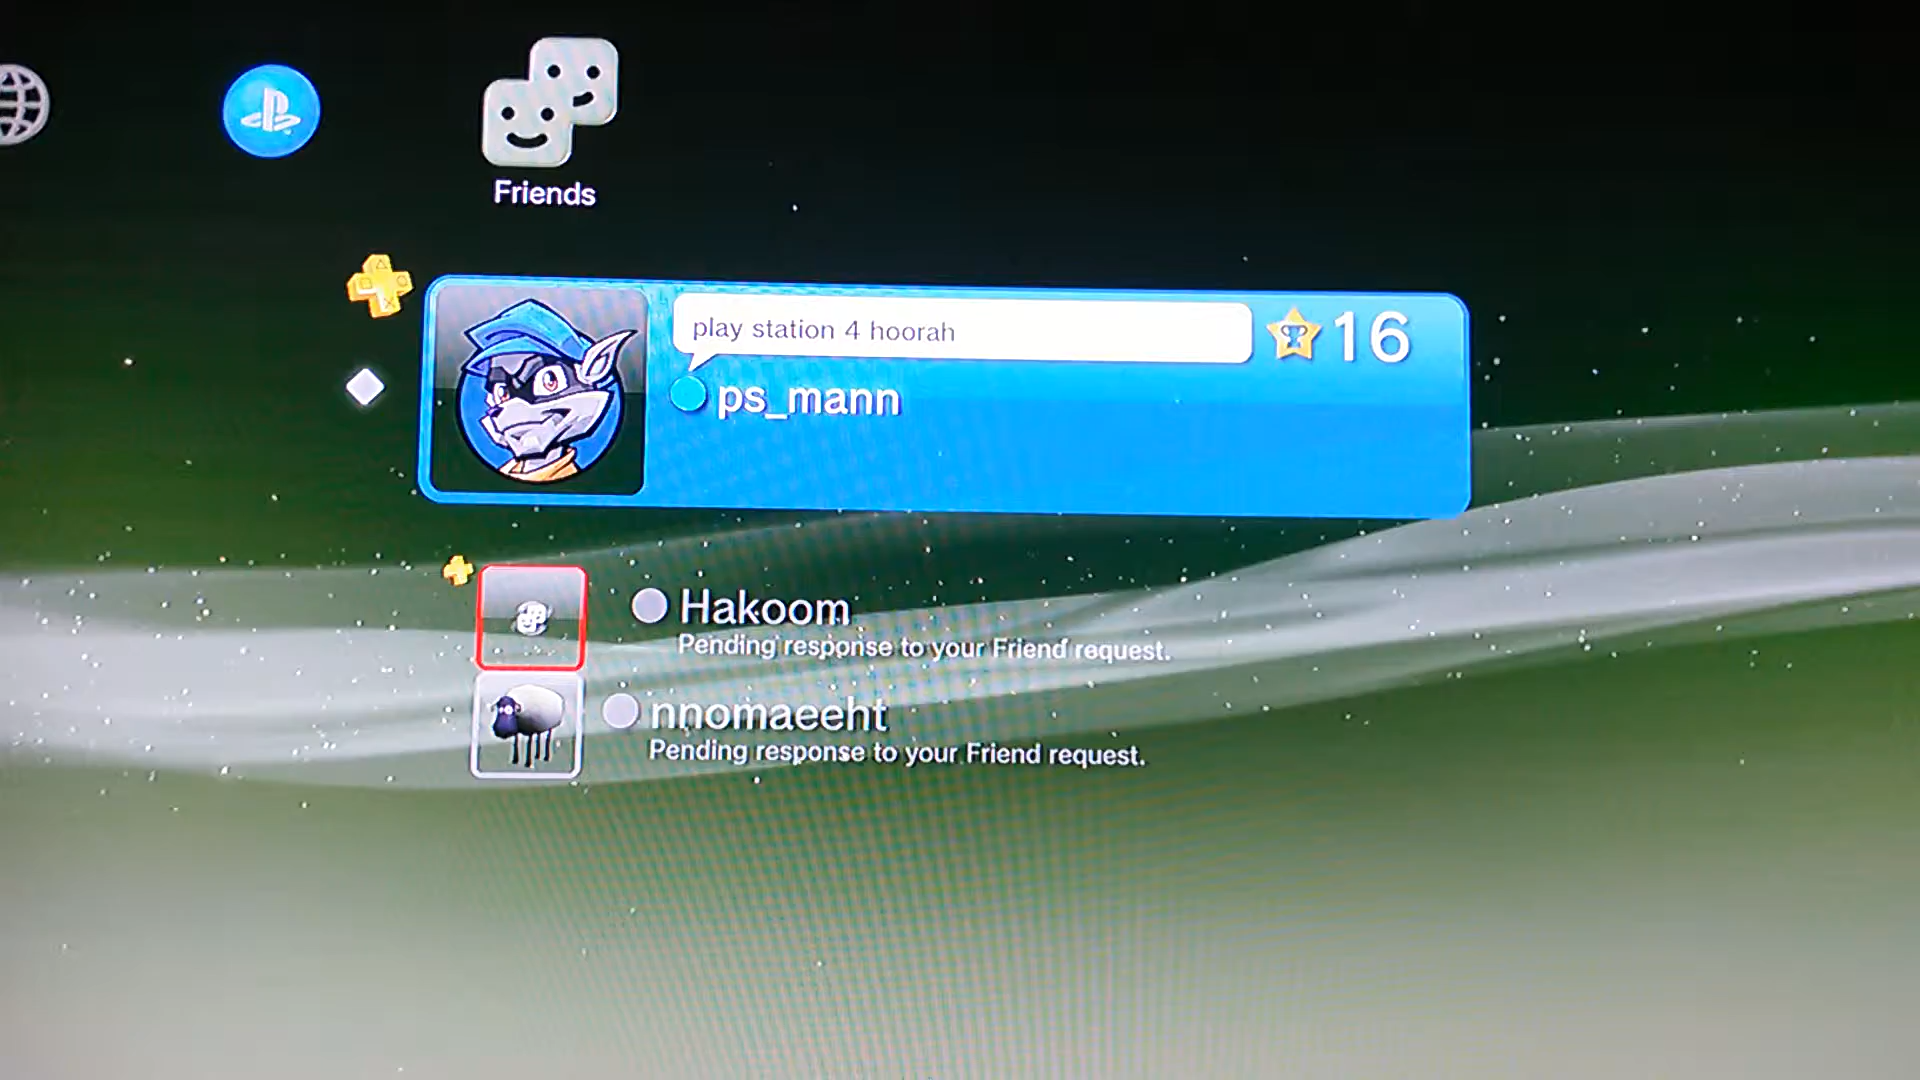 Friends
play station 4 hoorah
16
ps_mann
Hakoom
Pending response to your Friend request.
nnomaeeht
Pending response to your Friend request.